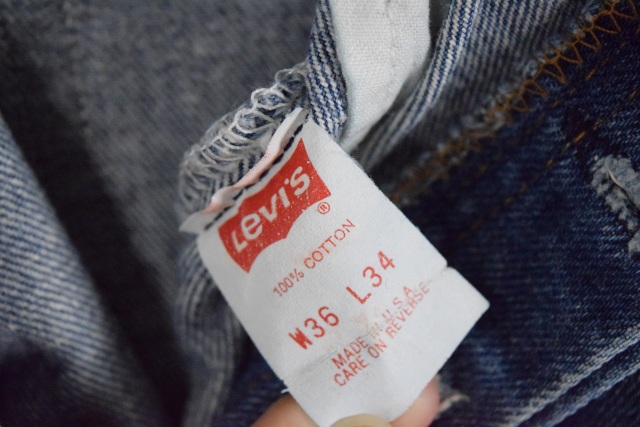 Levi's ®
100% COTTON
W36 L34
MADE IN U.S.A.
CARE ON REVERSE